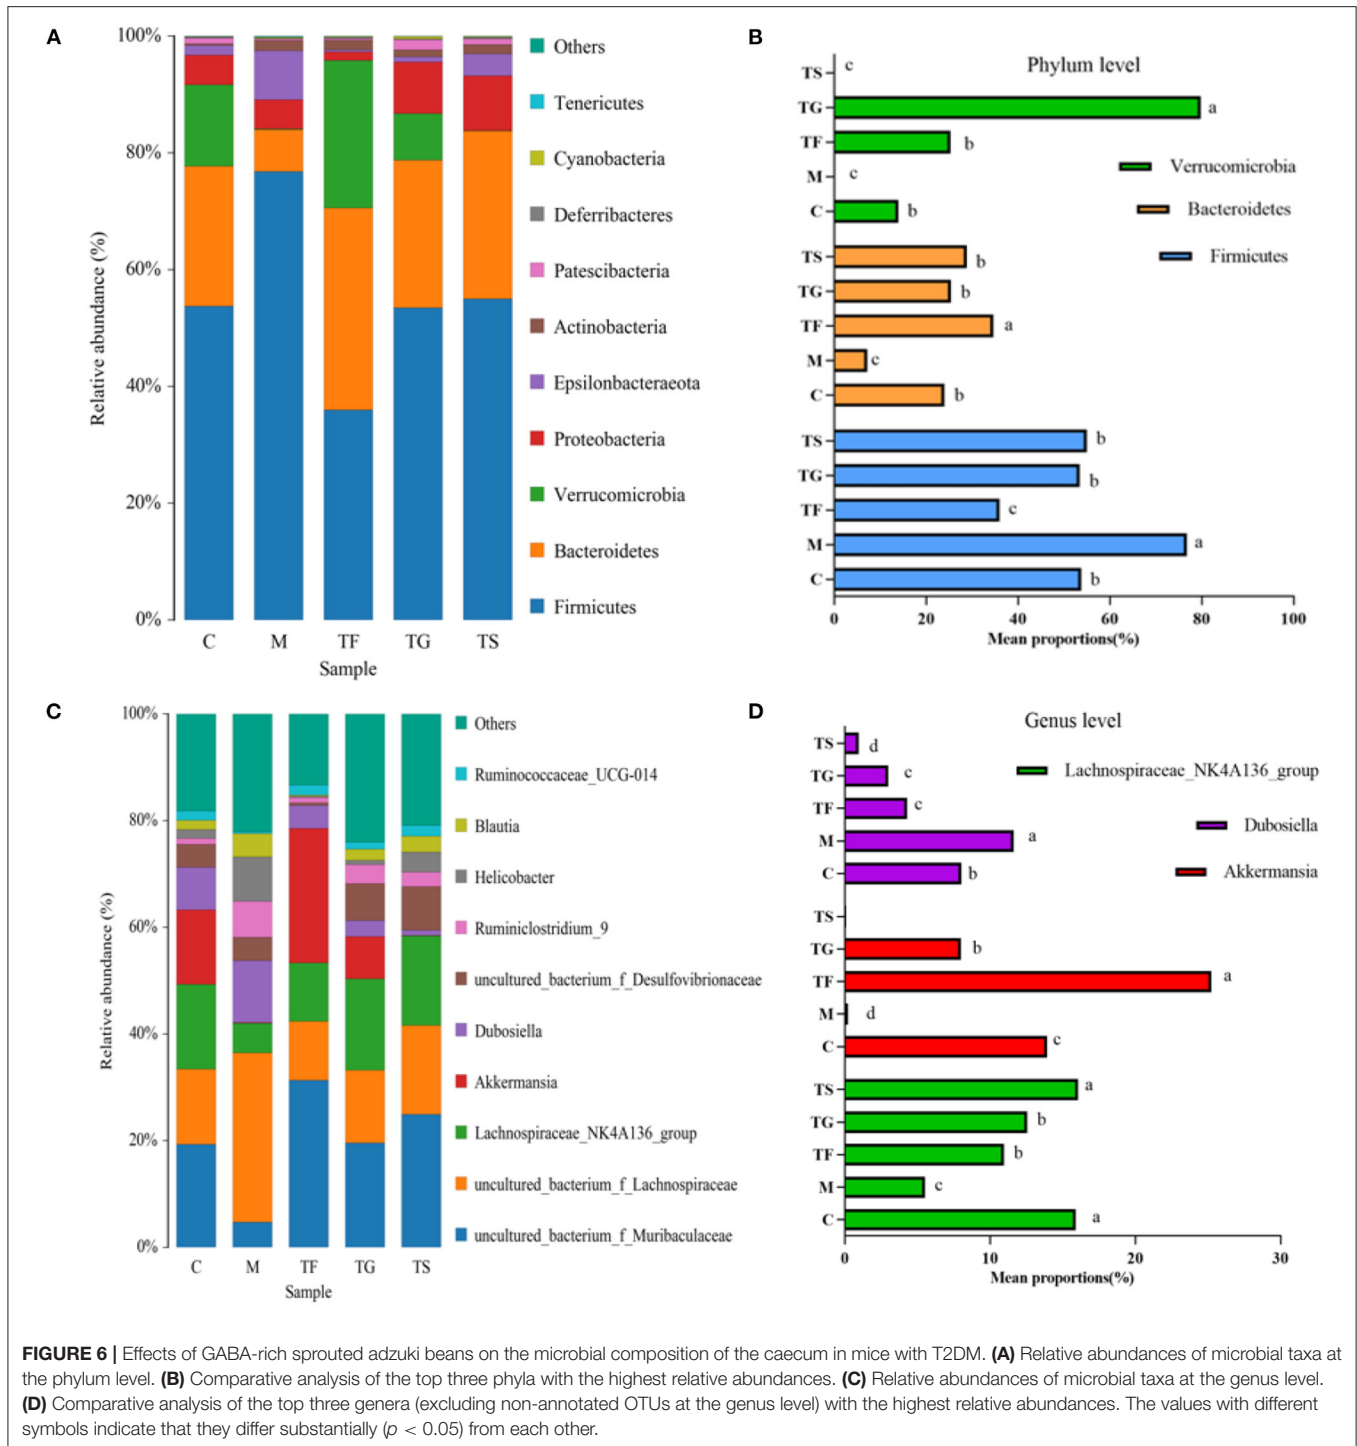 A
100%
80%
60%
40%
20%
0%
Relative abundance (%)
C M TF TG TS
Sample
Others
Tenericutes
Cyanobacteria
Deferribacteres
Patescibacteria
Actinobacteria
Epsilonbacteraeota
Proteobacteria
Verrucomicrobia
Bacteroidetes
Firmicutes
B
Phylum level
TS c
TG a
TF b
M c
C b
TS b
TG b
TF a
M c
C b
TS b
TG b
TF c
M a
C b
Verrucomicrobia
Bacteroidetes
Firmicutes
0 20 40 60 80 100
Mean proportions(%)
C
100%
80%
60%
40%
20%
0%
Relative abundance (%)
C M TF TG TS
Sample
Others
Ruminococcaceae_UCG-014
Blautia
Helicobacter
Ruminiclostridium_9
uncultured_bacterium_f_Desulfovibrionaceae
Dubosiella
Akkermansia
Lachnospiraceae_NK4A136_group
uncultured_bacterium_f_Lachnospiraceae
uncultured_bacterium_f_Muribaculaceae
D
Genus level
TS d
TG c
TF c
M a
C b
TS
TG b
TF a
M d
C c
TS a
TG b
TF b
M c
C a
Lachnospiraceae_NK4A136_group
Dubosiella
Akkermansia
0 10 20 30
Mean proportions(%)
FIGURE 6 | Effects of GABA-rich sprouted adzuki beans on the microbial composition of the caecum in mice with T2DM. (A) Relative abundances of microbial taxa at
the phylum level. (B) Comparative analysis of the top three phyla with the highest relative abundances. (C) Relative abundances of microbial taxa at the genus level.
(D) Comparative analysis of the top three genera (excluding non-annotated OTUs at the genus level) with the highest relative abundances. The values with different
symbols indicate that they differ substantially (p < 0.05) from each other.